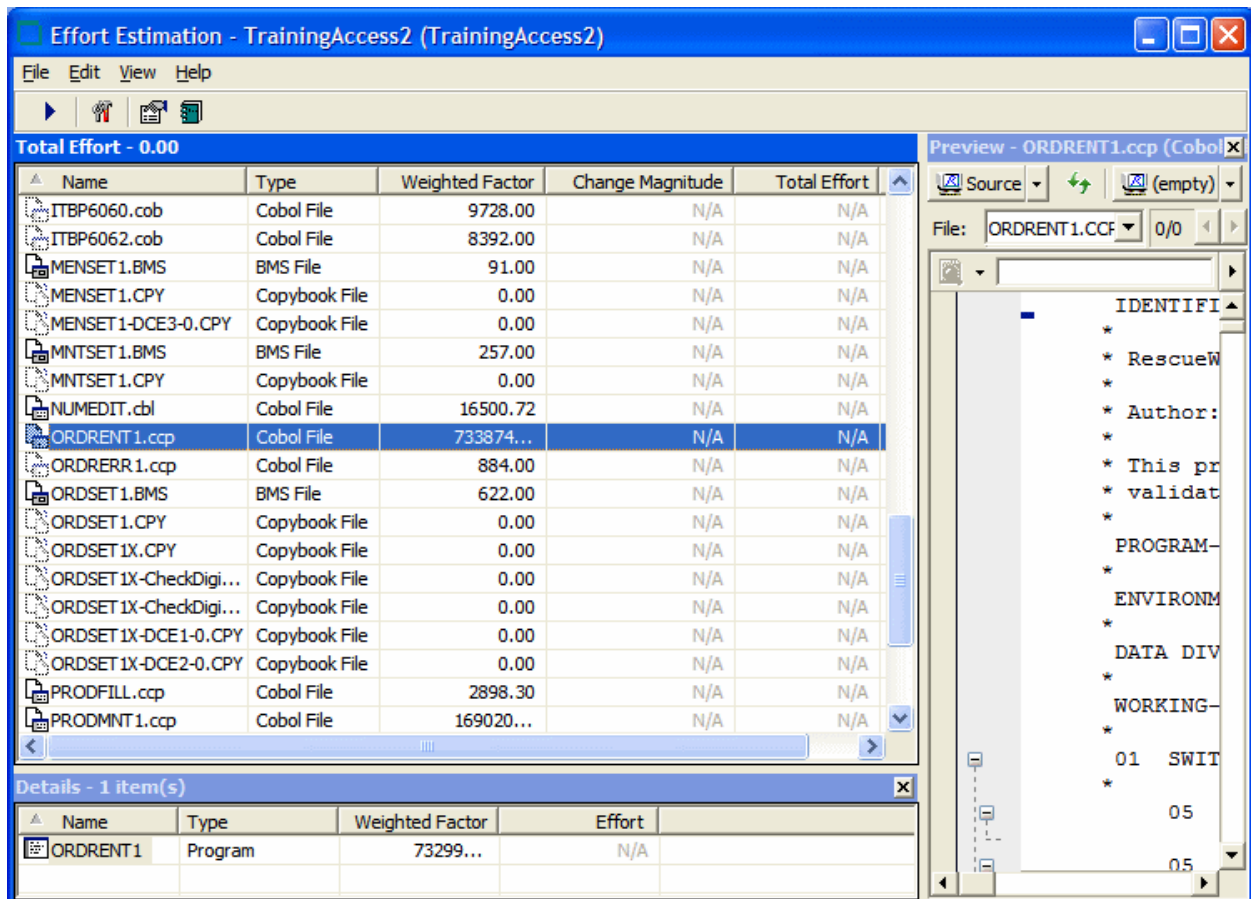 Effort Estimation - TrainingAccess2 (TrainingAccess2)
File Edit View Help
Total Effort - 0.00
Name Type Weighted Factor Change Magnitude Total Effort
ITBP6060.cob Cobol File 9728.00 N/A N/A
ITBP6062.cob Cobol File 8392.00 N/A N/A
MENSET1.BMS BMS File 91.00 N/A N/A
MENSET1.CPY Copybook File 0.00 N/A N/A
MENSET1-DCE3-0.CPY Copybook File 0.00 N/A N/A
MNTSET1.BMS BMS File 257.00 N/A N/A
MNTSET1.CPY Copybook File 0.00 N/A N/A
NUMEDIT.cbl Cobol File 16500.72 N/A N/A
ORDRENT1.ccp Cobol File 733874... N/A N/A
ORDRERR1.ccp Cobol File 884.00 N/A N/A
ORDSET1.BMS BMS File 622.00 N/A N/A
ORDSET1.CPY Copybook File 0.00 N/A N/A
ORDSET1X.CPY Copybook File 0.00 N/A N/A
ORDSET1X-CheckDigi... Copybook File 0.00 N/A N/A
ORDSET1X-CheckDigi... Copybook File 0.00 N/A N/A
ORDSET1X-DCE1-0.CPY Copybook File 0.00 N/A N/A
ORDSET1X-DCE2-0.CPY Copybook File 0.00 N/A N/A
PRODFILL.ccp Cobol File 2898.30 N/A N/A
PRODMNT1.ccp Cobol File 169020... N/A N/A
Details - 1 item(s)
Name Type Weighted Factor Effort
ORDRENT1 Program 73299... N/A
Preview - ORDRENT1.ccp (Cobol
Source (empty)
File: ORDRENT1.CCP 0/0
IDENTIFI
*
* RescueW
*
* Author:
*
* This pr
* validat
*
PROGRAM-
*
ENVIRONM
*
DATA DIV
*
WORKING-
*
01 SWIT
*
05
05